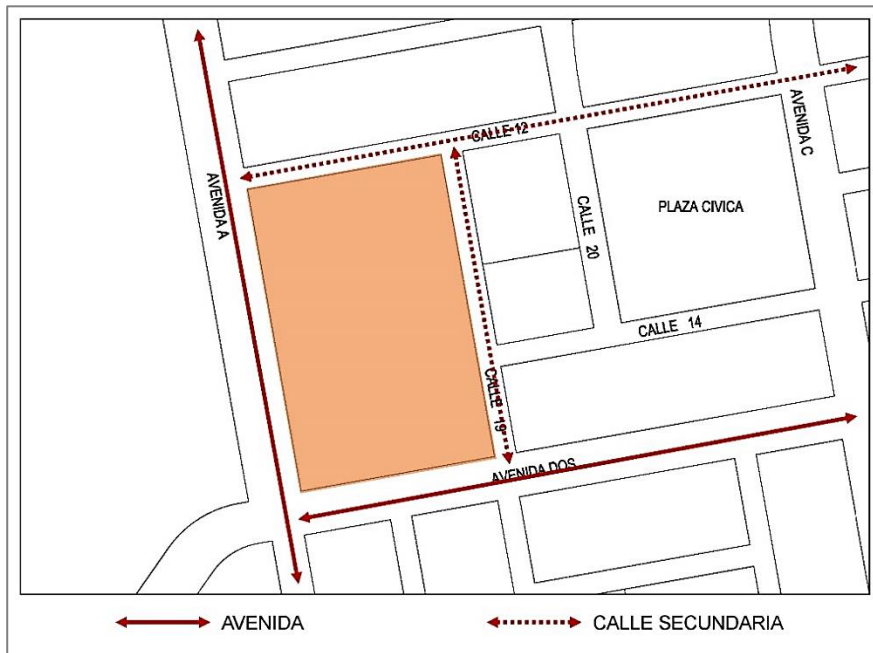 CALLE 12
AVENIDA A
AVENIDA C
CALLE 20
PLAZA CIVICA
CALLE 14
CALLE 19
AVENIDA DOS
AVENIDA
CALLE SECUNDARIA